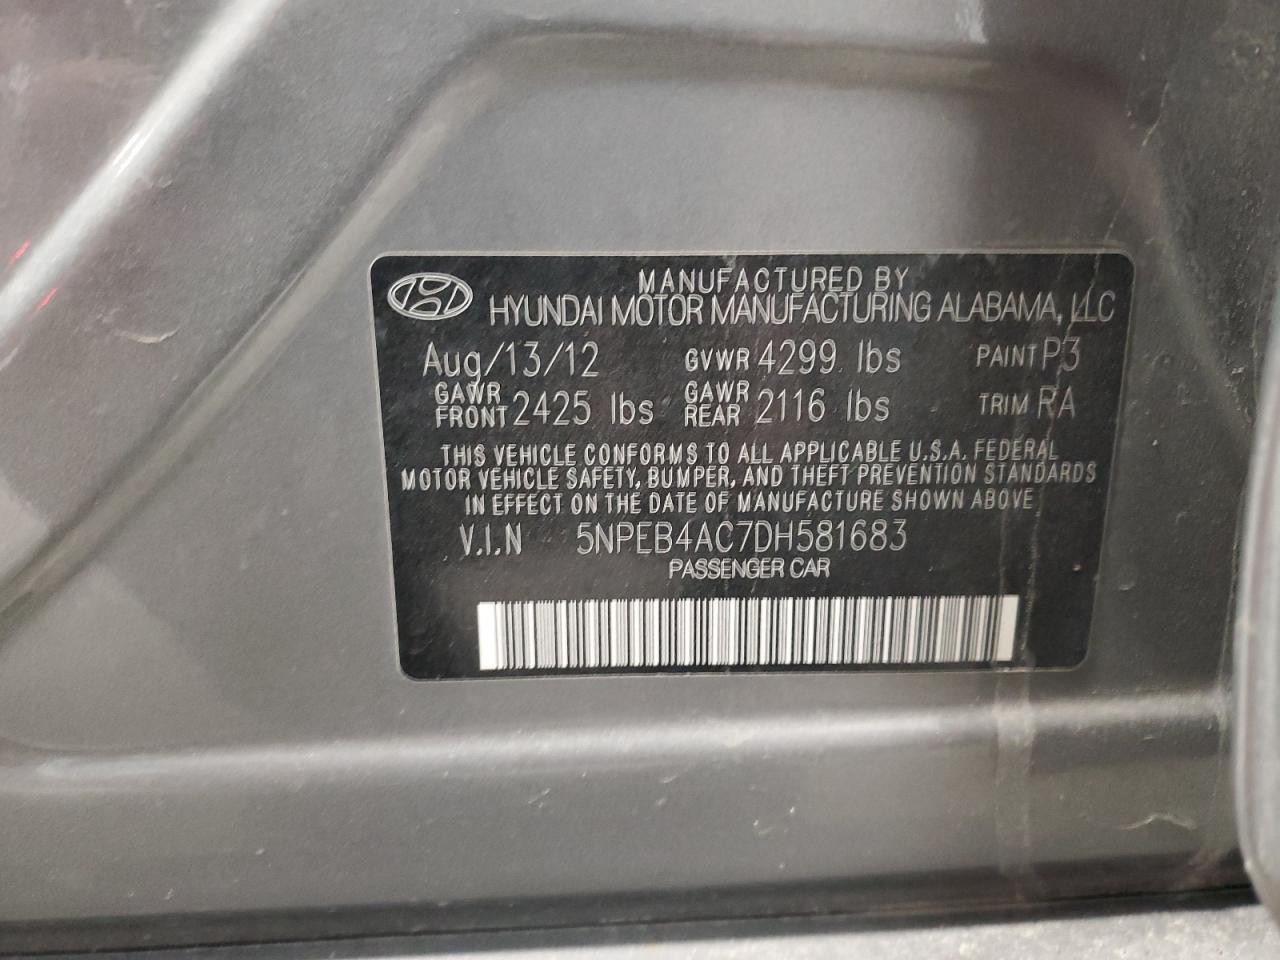 MANUFACTURED BY
HYUNDAI MOTOR MANUFACTURING ALABAMA, LLC
Aug/13/12 GVWR 4299 lbs PAINT P3
GAWR FRONT 2425 lbs GAWR REAR 2116 lbs TRIM RA
THIS VEHICLE CONFORMS TO ALL APPLICABLE U.S.A. FEDERAL
MOTOR VEHICLE SAFETY, BUMPER, AND THEFT PREVENTION STANDARDS
IN EFFECT ON THE DATE OF MANUFACTURE SHOWN ABOVE
V.I.N 5NPEB4AC7DH581683
PASSENGER CAR